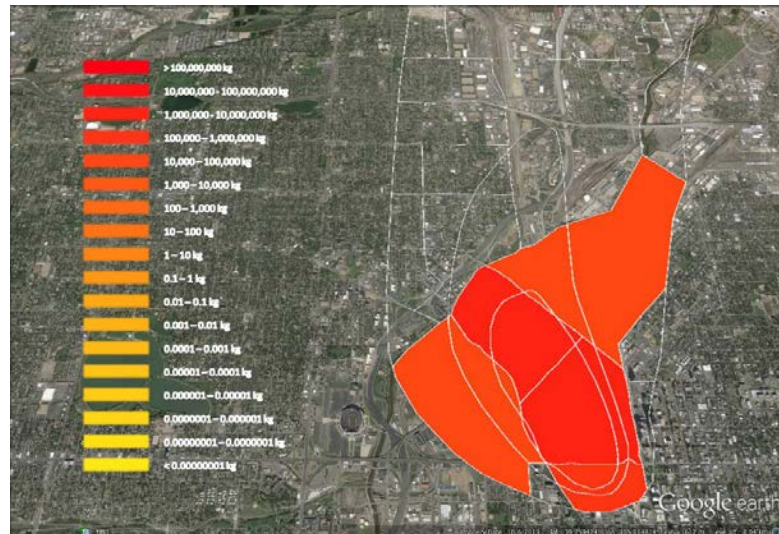 >100,000,000 kg
10,000,000 - 100,000,000 kg
1,000,000 - 10,000,000 kg
100,000 – 1,000,000 kg
10,000 – 100,000 kg
1,000 – 10,000 kg
100 – 1,000 kg
10 – 100 kg
1 – 10 kg
0.1 – 1 kg
0.01 – 0.1 kg
0.001 – 0.01 kg
0.0001 – 0.001 kg
0.00001 – 0.0001 kg
0.000001 – 0.00001 kg
0.0000001 – 0.000001 kg
0.00000001 – 0.0000001 kg
< 0.00000001 kg
Google earth